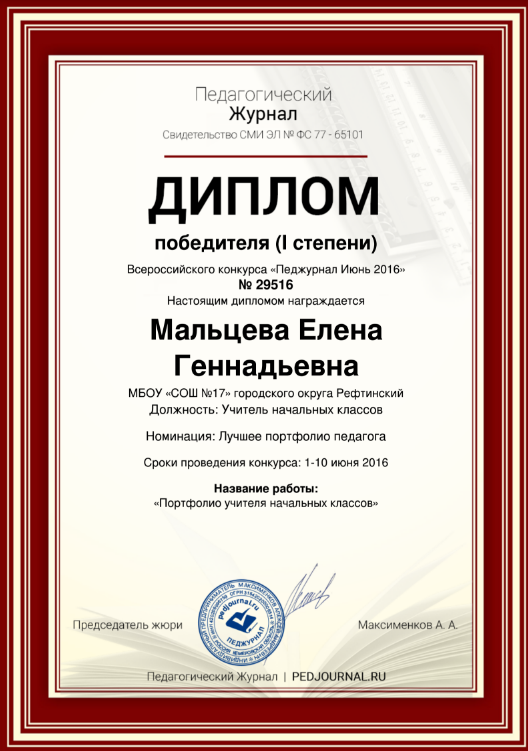 Педагогический
Журнал
Свидетельство СМИ ЭЛ № ФС 77 - 65101
ДИПЛОМ
победителя (I степени)
Всероссийского конкурса «Педжурнал Июнь 2016»
№ 29516
Настоящим дипломом награждается
Мальцева Елена
Геннадьевна
МБОУ «СОШ №17» городского округа Рефтинский
Должность: Учитель начальных классов
Номинация: Лучшее портфолио педагога
Сроки проведения конкурса: 1-10 июня 2016
Название работы:
«Портфолио учителя начальных классов»
pedjournal.ru
ПЕДЖУРНАЛ
Председатель жюри
Максименков А. А.
Педагогический Журнал | PEDJOURNAL.RU